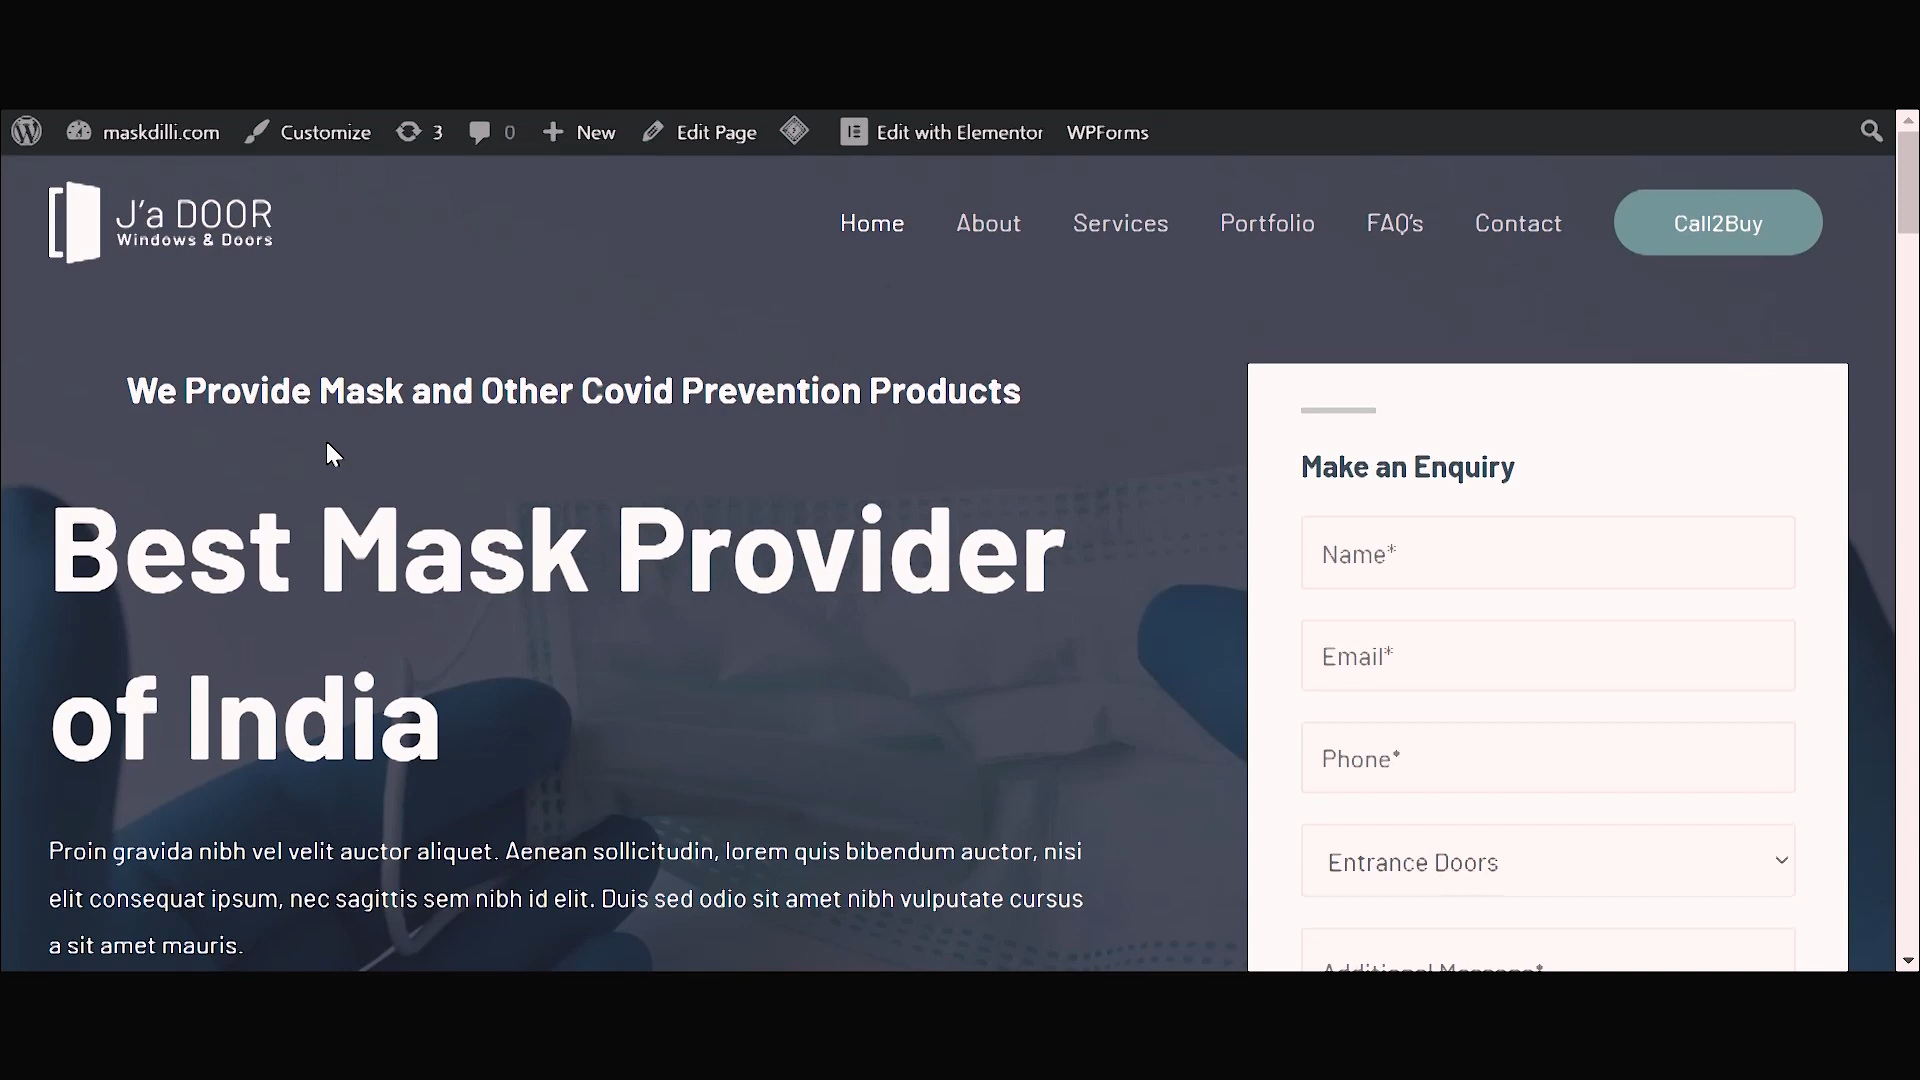 maskdilli.com Customize 3 0 New Edit Page Edit with Elementor WPForms
J'a DOOR
Windows & Doors
Home About Services Portfolio FAQ's Contact Call2Buy
We Provide Mask and Other Covid Prevention Products
Best Mask Provider
of India
Proin gravida nibh vel velit auctor aliquet. Aenean sollicitudin, lorem quis bibendum auctor, nisi
elit consequat ipsum, nec sagittis sem nibh id elit. Duis sed odio sit amet nibh vulputate cursus
a sit amet mauris.
Make an Enquiry
Name*
Email*
Phone*
Entrance Doors
Additional Message*